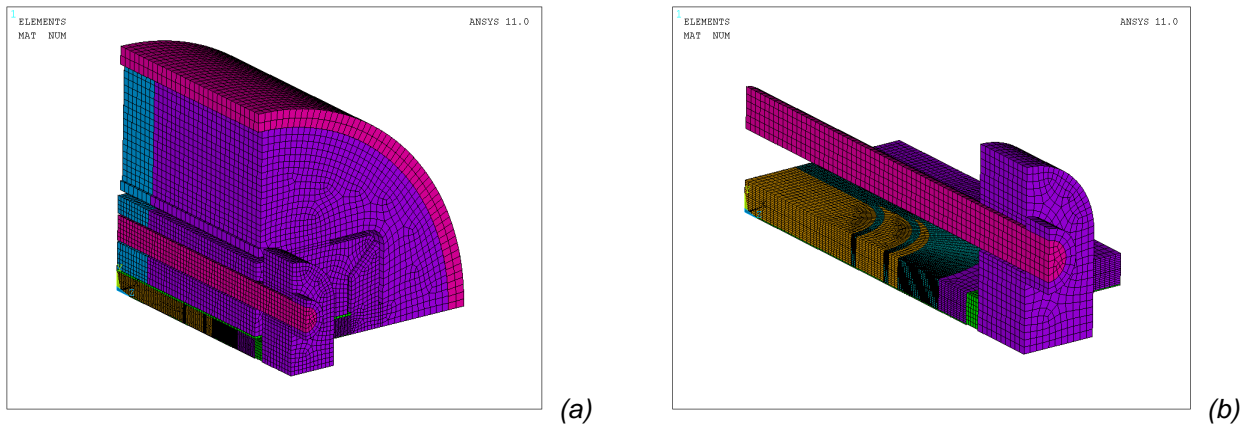 1
ELEMENTS
MAT NUM
ANSYS 11.0
(a)
1
ELEMENTS
MAT NUM
ANSYS 11.0
(b)